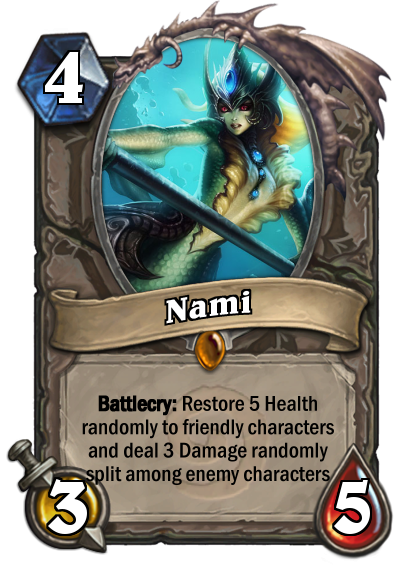 4
Nami
Battlecry: Restore 5 Health
randomly to friendly characters
and deal 3 Damage randomly
split among enemy characters
3
5